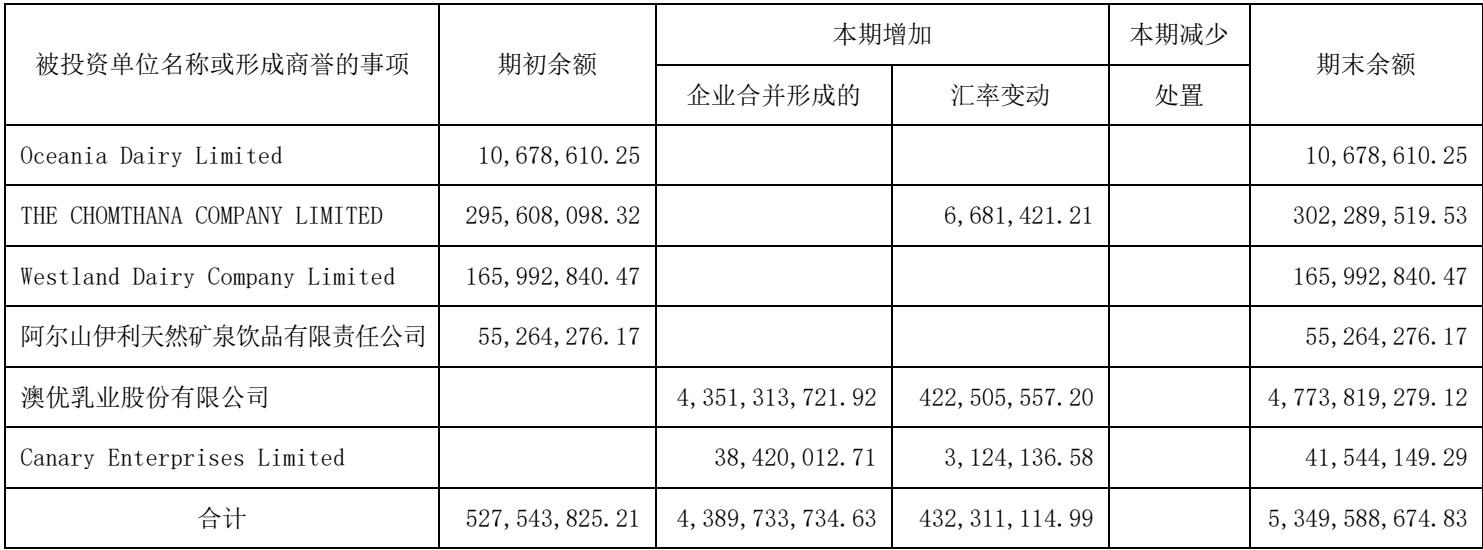 被投资单位名称或形成商誉的事项 期初余额 本期增加 本期减少 期末余额
企业合并形成的 汇率变动 处置
Oceania Dairy Limited 10,678,610.25 10,678,610.25
THE CHOMTHANA COMPANY LIMITED 295,608,098.32 6,681,421.21 302,289,519.53
Westland Dairy Company Limited 165,992,840.47 165,992,840.47
阿尔山伊利天然矿泉饮品有限责任公司 55,264,276.17 55,264,276.17
澳优乳业股份有限公司 4,351,313,721.92 422,505,557.20 4,773,819,279.12
Canary Enterprises Limited 38,420,012.71 3,124,136.58 41,544,149.29
合计 527,543,825.21 4,389,733,734.63 432,311,114.99 5,349,588,674.83